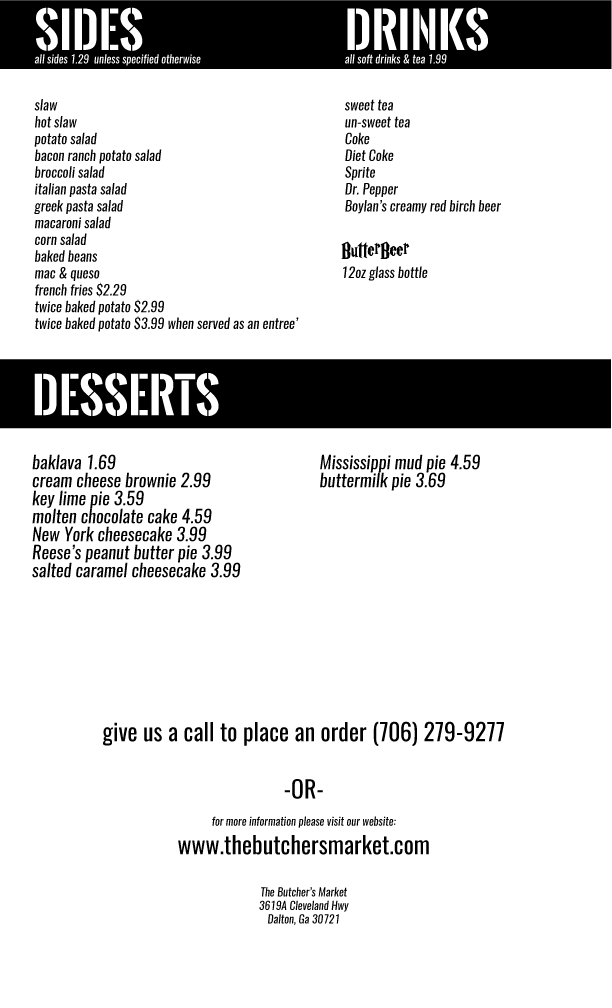 SIDES
all sides 1.29 unless specified otherwise
slaw
hot slaw
potato salad
bacon ranch potato salad
broccoli salad
italian pasta salad
greek pasta salad
macaroni salad
corn salad
baked beans
mac & queso
french fries $2.29
twice baked potato $2.99
twice baked potato $3.99 when served as an entree'
DRINKS
all soft drinks & tea 1.99
sweet tea
un-sweet tea
Coke
Diet Coke
Sprite
Dr. Pepper
Boylan's creamy red birch beer
ButterBeer
12oz glass bottle
DESSERTS
baklava 1.69
cream cheese brownie 2.99
key lime pie 3.59
molten chocolate cake 4.59
New York cheesecake 3.99
Reese's peanut butter pie 3.99
salted caramel cheesecake 3.99
Mississippi mud pie 4.59
buttermilk pie 3.69
give us a call to place an order (706) 279-9277
-OR-
for more information please visit our website:
www.thebutchersmarket.com
The Butcher's Market
3619A Cleveland Hwy
Dalton, Ga 30721